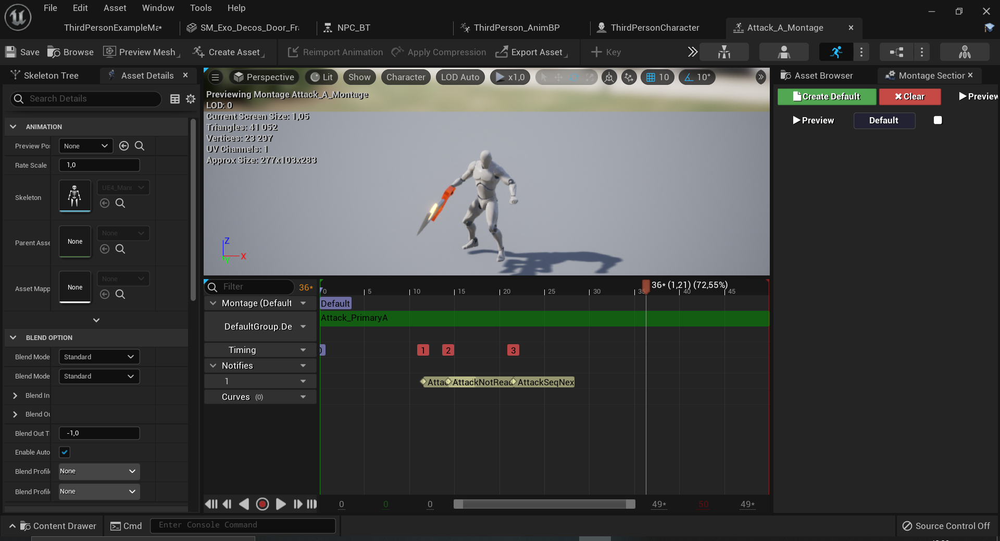 File Edit Asset Window Tools Help
ThirdPersonExampleMa*
SM_Exo_Decos_Door_Fr
NPC_BT
ThirdPerson_AnimBP
ThirdPersonCharacter
Attack_A_Montage
Save Browse Preview Mesh Create Asset Reimport Animation Apply Compression Export Asset Key
Skeleton Tree
Asset Details
Search Details
ANIMATION
Preview Po
None
Rate Scale
1,0
Skeleton
UE4_Man
Parent Asse
None
None
Asset Mapp
None
None
BLEND OPTION
Blend Mode
Standard
Blend Mode
Standard
Blend In
Blend Ou
Blend Out T
-1,0
Enable Auto
Blend Profile
None
Blend Profile
None
Perspective Lit Show Character LOD Auto x1,0 10 10°
Previewing Montage Attack_A_Montage
LOD: 0
Current Screen Size: 1,05
Triangles: 41 052
Vertices: 23 297
UV Channels: 1
Approx Size: 277x103x283
Z
X
Y
Filter
36*
0 5 10 15 20 25 30 35 40 45
36* (1,21) (72,55%)
Montage (Default
Default
Attack_PrimaryA
DefaultGroup.De
Timing
1 2 3
Notifies
1
Attac AttackNotRead AttackSeqNex
Curves (0)
0 0 0 49* 50 49*
Asset Browser
Montage Section
Create Default
Clear
Preview
Preview
Default
Content Drawer
Cmd
Enter Console Command
Source Control Off